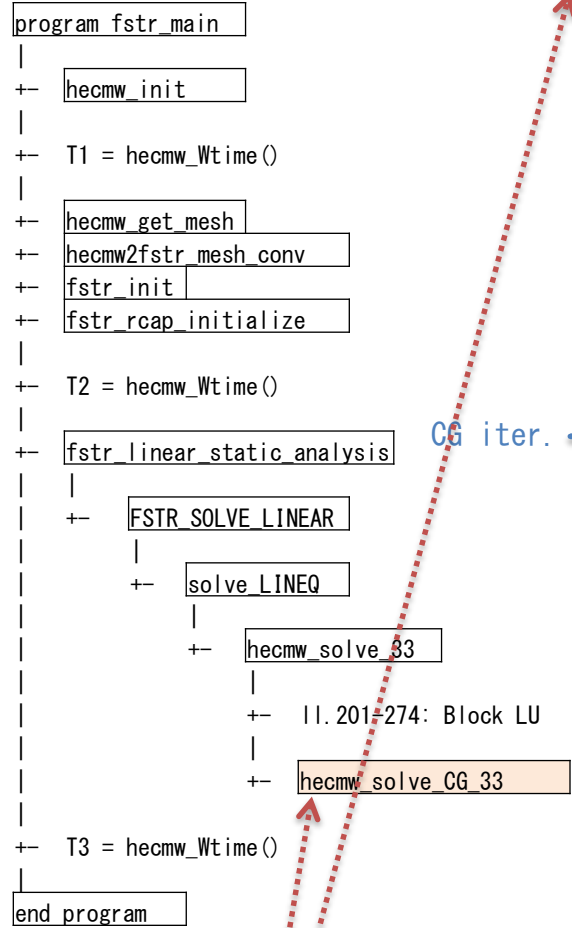 program fstr_main
|
+- hecmw_init
|
+- T1 = hecmw_Wtime()
|
+- hecmw_get_mesh
+- hecmw2fstr_mesh_conv
+- fstr_init
+- fstr_rcap_initialize
|
+- T2 = hecmw_Wtime()
|
+- fstr_linear_static_analysis
CG iter.
| |
| +- FSTR_SOLVE_LINEAR
| |
| +- solve_LINEQ
| |
| +- hecmw_solve_33
| |
| +- ll.201-274: Block LU
| |
| +- hecmw_solve_CG_33
|
+- T3 = hecmw_Wtime()
|
end program